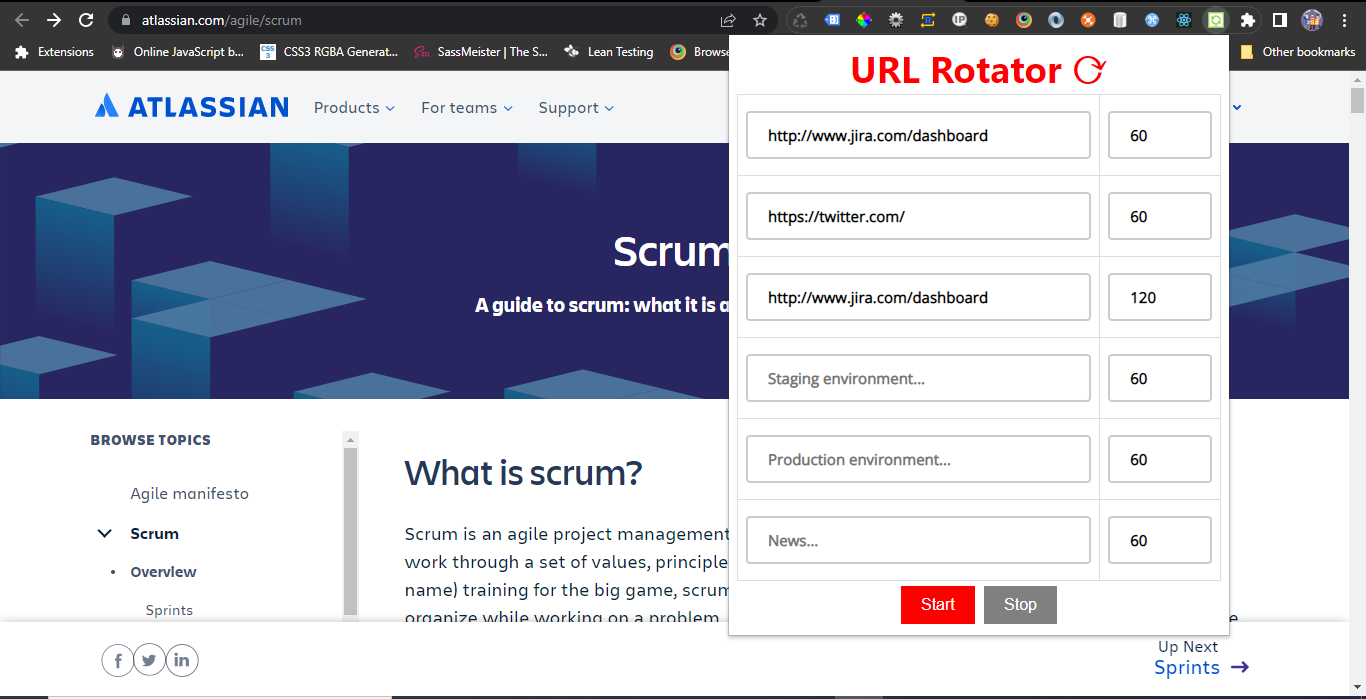 atlassian.com/agile/scrum
Extensions
Online JavaScript b...
CSS3 RGBA Generat...
SassMeister | The S...
Lean Testing
Browse
Other bookmarks
ATLASSIAN
Products
For teams
Support
Scrum
A guide to scrum: what it is a
BROWSE TOPICS
Agile manifesto
Scrum
• Overview
Sprints
What is scrum?
Scrum is an agile project management
work through a set of values, principle
name) training for the big game, scrum
organize while working on a problem
e
Up Next
Sprints →
URL Rotator
http://www.jira.com/dashboard 60
https://twitter.com/ 60
http://www.jira.com/dashboard 120
Staging environment... 60
Production environment... 60
News... 60
Start Stop